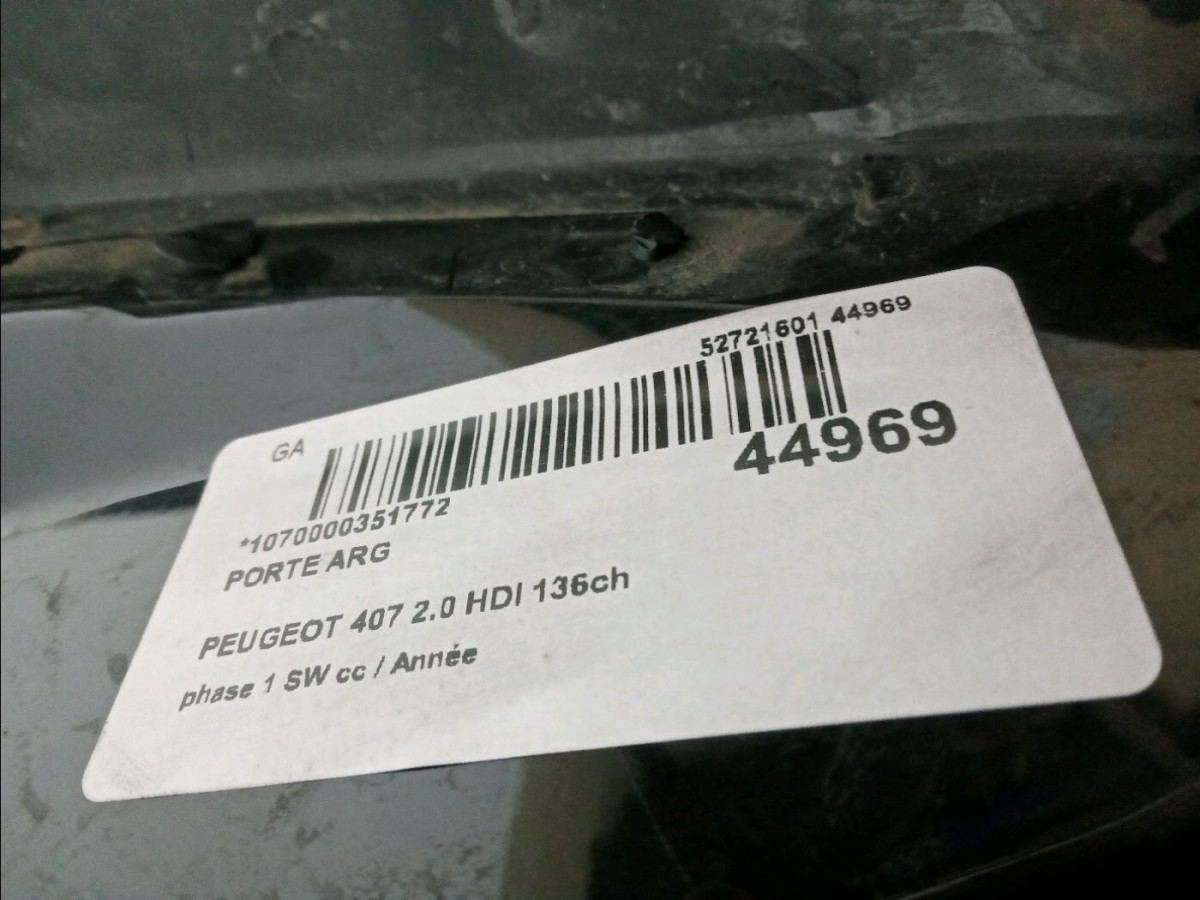 52721601 44969
GA
44969
*1070000351772
PORTE ARG
PEUGEOT 407 2.0 HDI 136ch
phase 1 SW cc / Année